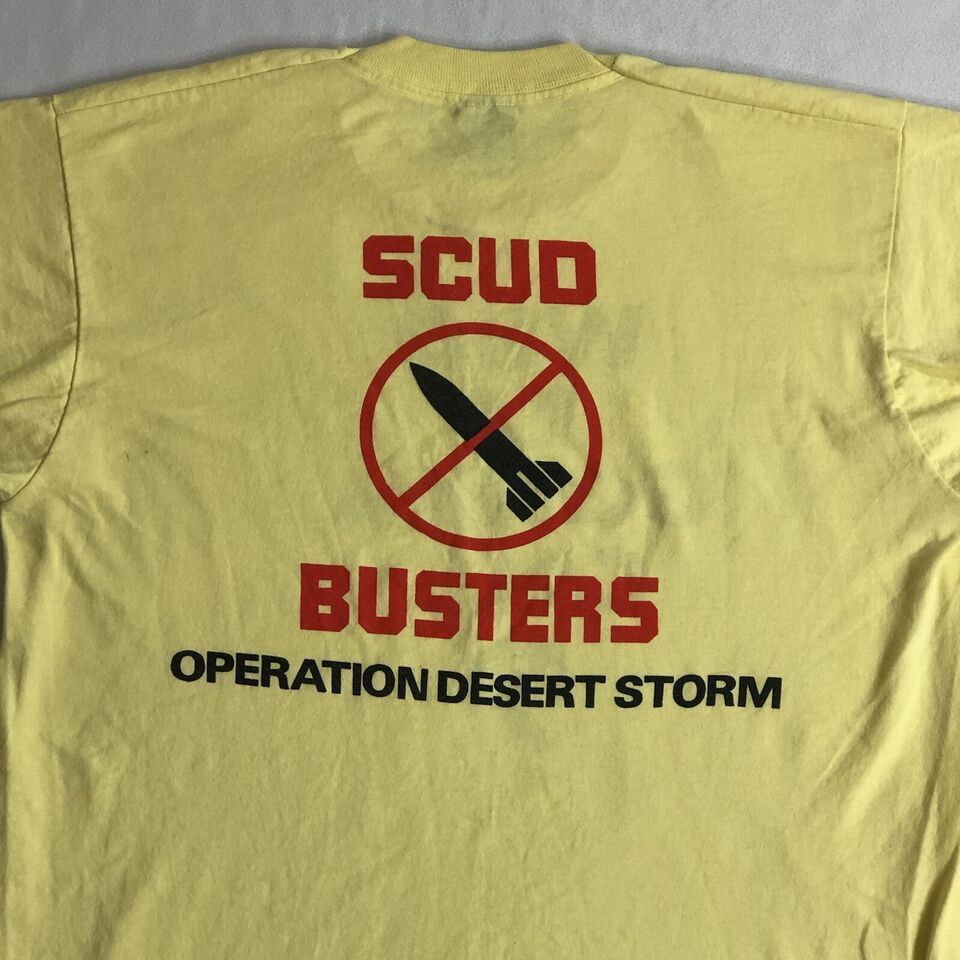 SCUD
BUSTERS
OPERATION DESERT STORM